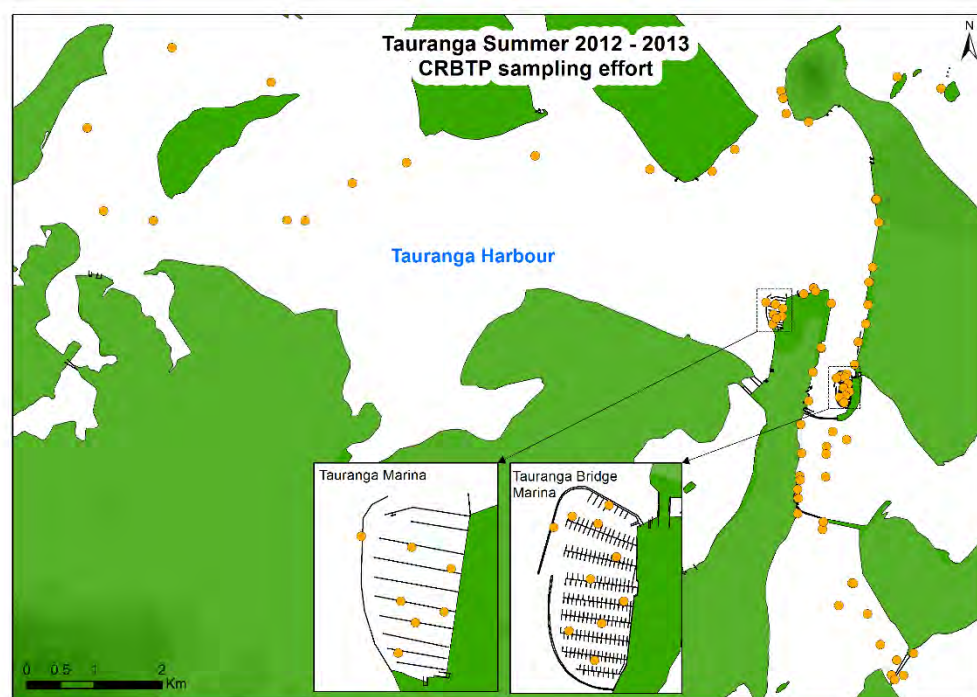 Tauranga Summer 2012 - 2013
CRBTP sampling effort
N
Tauranga Harbour
Tauranga Marina
Tauranga Bridge
Marina
0 0.5 1 2
Km